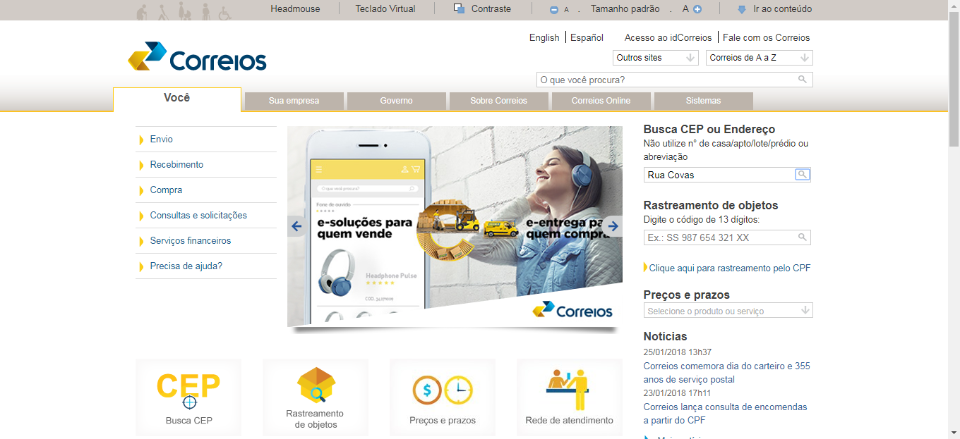 Headmouse
Teclado Virtual
Contraste
A . Tamanho padrão . A
Ir ao conteúdo
English Español Acesso ao idCorreios Fale com os Correios
Outros sites
Correios de A a Z
Correios
O que você procura?
Você
Sua empresa
Governo
Sobre Correios
Correios Online
Sistemas
Envio
Recebimento
Compra
Consultas e solicitações
Serviços financeiros
Precisa de ajuda?
e-soluções para
quem vende
e-entrega pa
quem compr
Headphone Pulse
Correios
Busca CEP ou Endereço
Não utilize n° de casa/apto/lote/prédio ou
abreviação
Rua Covas
Rastreamento de objetos
Digite o código de 13 dígitos:
Ex.: SS 987 654 321 XX
Clique aqui para rastreamento pelo CPF
Preços e prazos
Selecione o produto ou serviço
Notícias
25/01/2018 13h37
Correios comemora dia do carteiro e 355
anos de serviço postal
23/01/2018 17h11
Correios lança consulta de encomendas
a partir do CPF
CEP
Busca CEP
Rastreamento
de objetos
$
Preços e prazos
Rede de atendimento